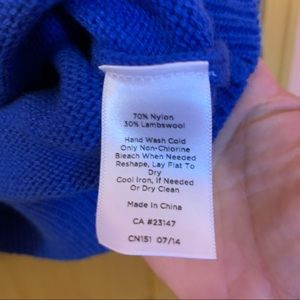 70% Nylon
30% Lambswool
Hand Wash Cold
Only Non-Chlorine
Bleach When Needed
Reshape, Lay Flat To
Dry
Cool Iron, if Needed
Or Dry Clean
Made In China
CA #23147
CN151 07/14